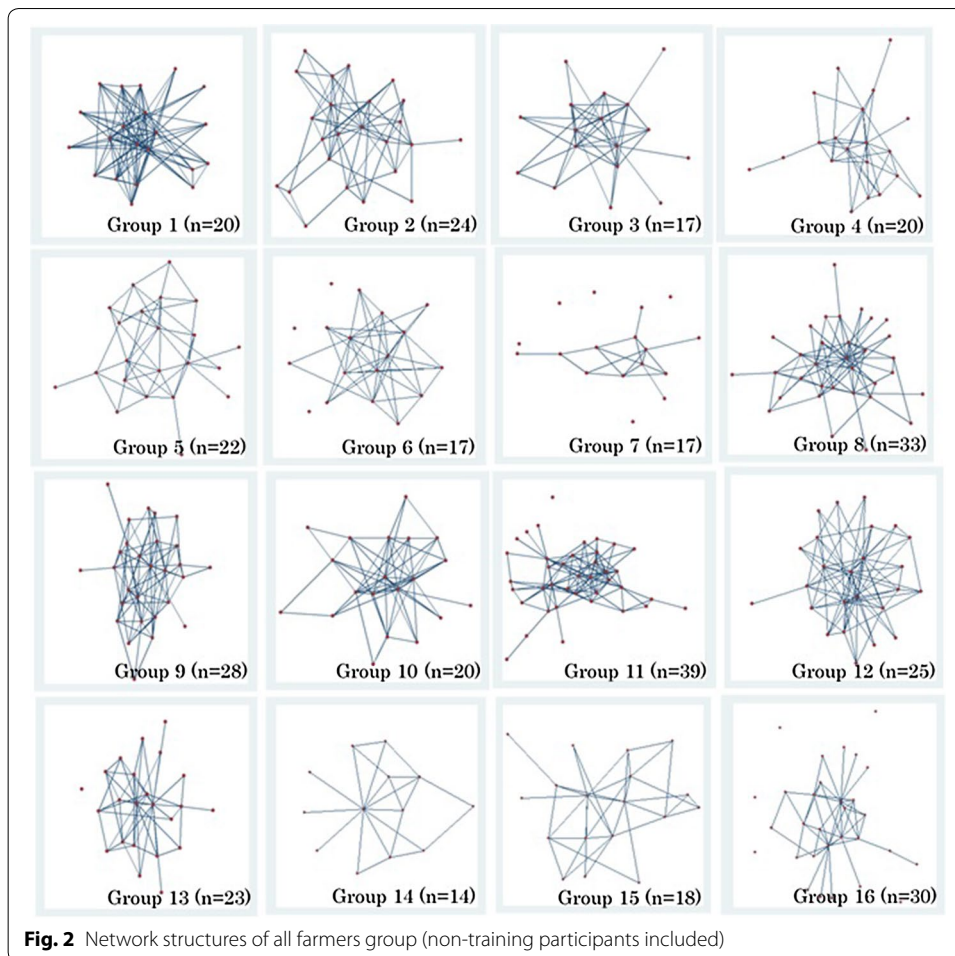 Group 1 (n=20)
Group 2 (n=24)
Group 3 (n=17)
Group 4 (n=20)
Group 5 (n=22)
Group 6 (n=17)
Group 7 (n=17)
Group 8 (n=33)
Group 9 (n=28)
Group 10 (n=20)
Group 11 (n=39)
Group 12 (n=25)
Group 13 (n=23)
Group 14 (n=14)
Group 15 (n=18)
Group 16 (n=30)
Fig. 2 Network structures of all farmers group (non-training participants included)